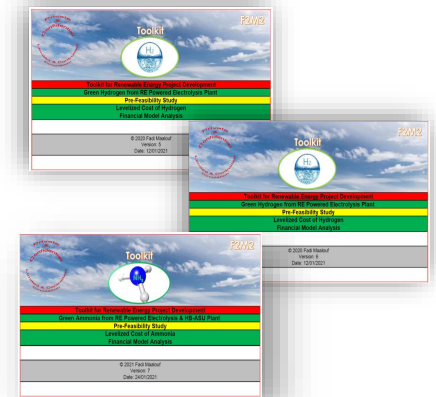 F2M2
Toolkit
H2
Toolkit for Renewable Energy Project Development
Green Hydrogen from RE Powered Electrolysis Plant
Pre-Feasibility Study
Levelized Cost of Hydrogen
Financial Model Analysis
© 2020 Fadi Maalouf
Version: 5
Date: 12/01/2021
F2M2
Toolkit
H2
Toolkit for Renewable Energy Project Development
Green Hydrogen from RE Powered Electrolysis Plant
Pre-Feasibility Study
Levelized Cost of Hydrogen
Financial Model Analysis
© 2020 Fadi Maalouf
Version: 6
Date: 12/01/2021
F2M2
Toolkit
Toolkit for Renewable Energy Project Development
Green Ammonia from RE Powered Electrolysis & HB-ASU Plant
Pre-Feasibility Study
Levelized Cost of Ammonia
Financial Model Analysis
© 2021 Fadi Maalouf
Version: 7
Date: 24/01/2021